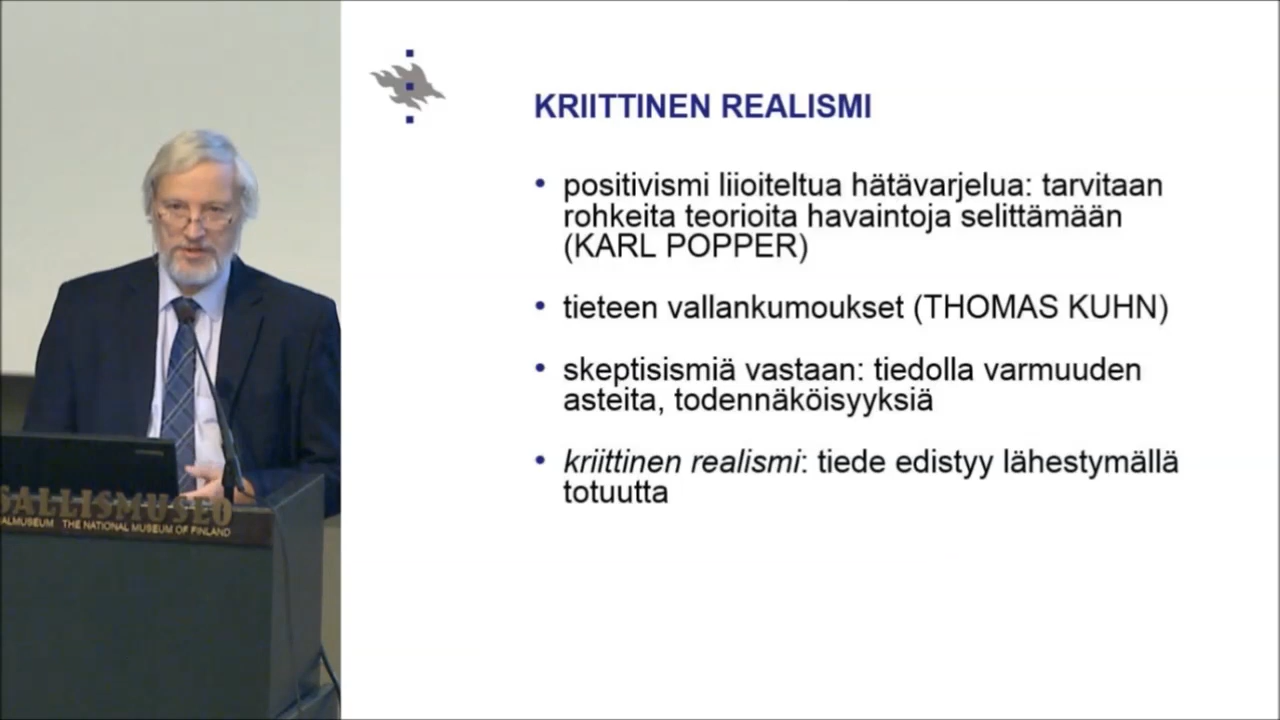 KRIITTINEN REALISMI
• positivismi liioiteltua hätävarjelua: tarvitaan
rohkeita teorioita havaintoja selittämään
(KARL POPPER)
• tieteen vallankumoukset (THOMAS KUHN)
• skeptisismiä vastaan: tiedolla varmuuden
asteita, todennäköisyyksiä
• kriittinen realismi: tiede edistyy lähestymällä
totuutta
SALLISMUSEO
ALMUSEUM THE NATIONAL MUSEUM OF FINLAND